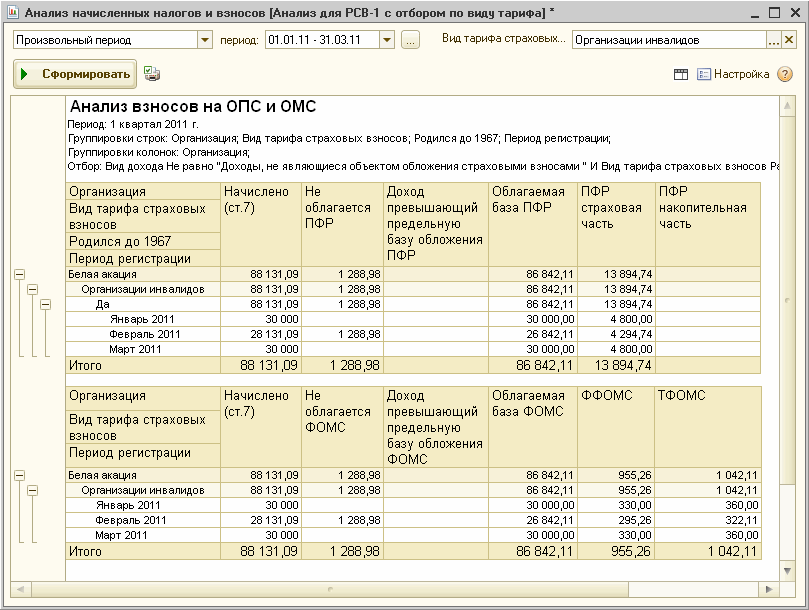 Анализ начисленных налогов и взносов [Анализ для РСВ-1 с отбором по виду тарифа] *
Произвольный период период: 01.01.11 - 31.03.11 ... Вид тарифа страховых... Организации инвалидов ...
Сформировать Настройка ?
Анализ взносов на ОПС и ОМС
Период: 1 квартал 2011 г.
Группировки строк: Организация; Вид тарифа страховых взносов; Родился до 1967; Период регистрации;
Группировки колонок: Организация;
Отбор: Вид дохода Не равно "Доходы, не являющиеся объектом обложения страховыми взносами " И Вид тарифа страховых взносов Ра
Организация
Вид тарифа страховых взносов
Родился до 1967
Период регистрации
Начислено (ст.7)
Не облагается ПФР
Доход превышающий предельную базу обложения ПФР
Облагаемая база ПФР
ПФР страховая часть
ПФР накопительная часть
Белая акация 88 131,09 1 288,98 86 842,11 13 894,74
Организации инвалидов 88 131,09 1 288,98 86 842,11 13 894,74
Да 88 131,09 1 288,98 86 842,11 13 894,74
Январь 2011 30 000 30 000,00 4 800,00
Февраль 2011 28 131,09 1 288,98 26 842,11 4 294,74
Март 2011 30 000 30 000,00 4 800,00
Итого 88 131,09 1 288,98 86 842,11 13 894,74
Организация
Вид тарифа страховых взносов
Период регистрации
Начислено (ст.7)
Не облагается ФОМС
Доход превышающий предельную базу обложения ФОМС
Облагаемая база ФОМС
ФФОМС
ТФОМС
Белая акация 88 131,09 1 288,98 86 842,11 955,26 1 042,11
Организации инвалидов 88 131,09 1 288,98 86 842,11 955,26 1 042,11
Январь 2011 30 000 30 000,00 330,00 360,00
Февраль 2011 28 131,09 1 288,98 26 842,11 295,26 322,11
Март 2011 30 000 30 000,00 330,00 360,00
Итого 88 131,09 1 288,98 86 842,11 955,26 1 042,11